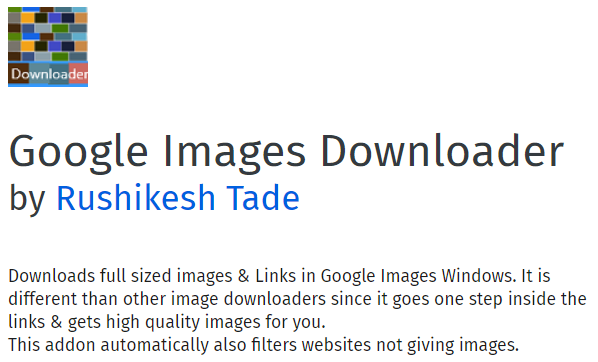 Downloader
Google Images Downloader
by Rushikesh Tade
Downloads full sized images & Links in Google Images Windows. It is
different than other image downloaders since it goes one step inside the
links & gets high quality images for you.
This addon automatically also filters websites not giving images.